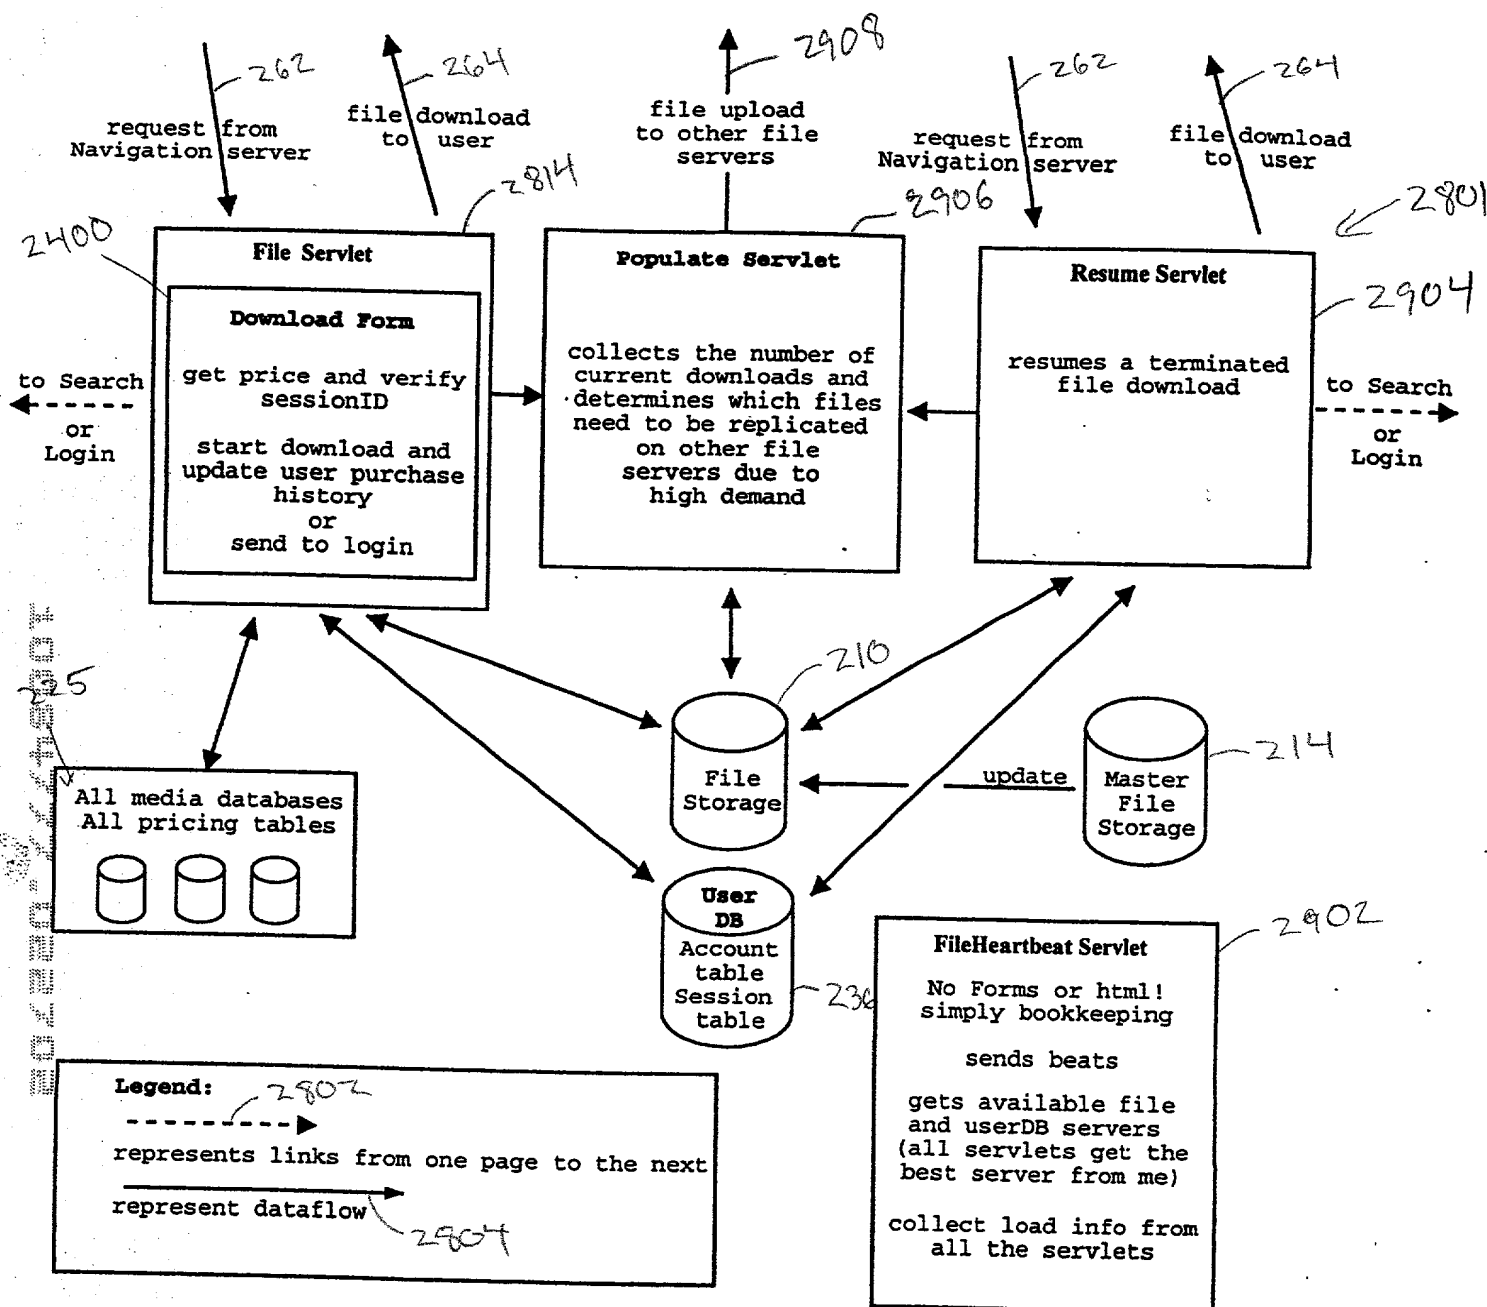 2908
262
264
262
264
file upload
to other file
servers
request from
Navigation server
file download
to user
request from
Navigation server
file download
to user
2814
2906
2801
2400
File Servlet
Download Form
get price and verify
sessionID
start download and
update user purchase
history
or
send to login
to Search
or
Login
Populate Servlet
collects the number of
current downloads and
determines which files
need to be replicated
on other file
servers due to
high demand
Resume Servlet
2904
resumes a terminated
file download
to Search
or
Login
225
All media databases
All pricing tables
210
File
Storage
update
Master
File
Storage
214
User
DB
Account
table
Session
table
236
2902
FileHeartbeat Servlet
No Forms or html!
simply bookkeeping
sends beats
gets available file
and userDB servers
(all servlets get the
best server from me)
collect load info from
all the servlets
Legend:
2802
represents links from one page to the next
represent dataflow
2804